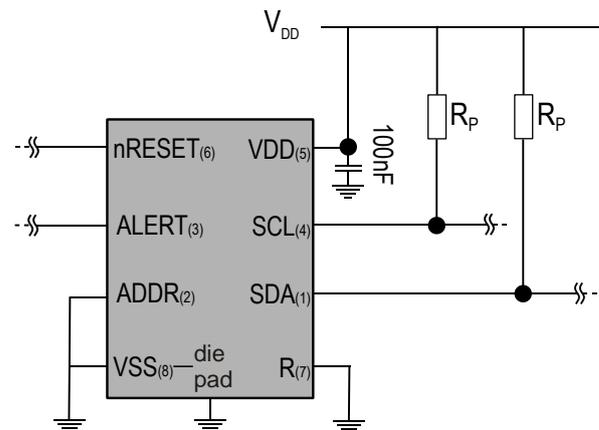 VDD
RP
RP
nRESET(6)
VDD(5)
100nF
ALERT(3)
SCL(4)
ADDR(2)
SDA(1)
VSS(8)
die
pad
R(7)